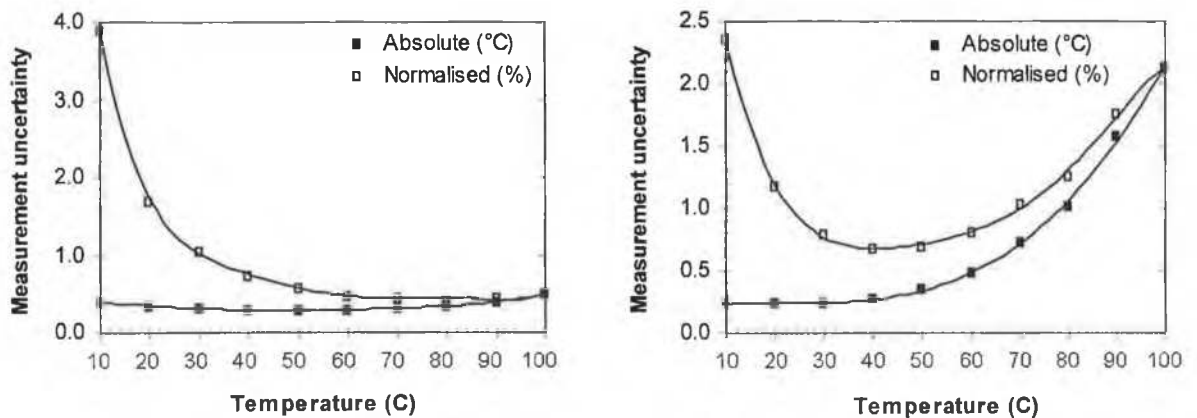 Measurement uncertainty
4.0
3.0
2.0
1.0
0.0
Absolute (°C)
Normalised (%)
10 20 30 40 50 60 70 80 90 100
Temperature (C)
Measurement uncertainty
2.5
2.0
1.5
1.0
0.5
0.0
Absolute (°C)
Normalised (%)
10 20 30 40 50 60 70 80 90 100
Temperature (C)